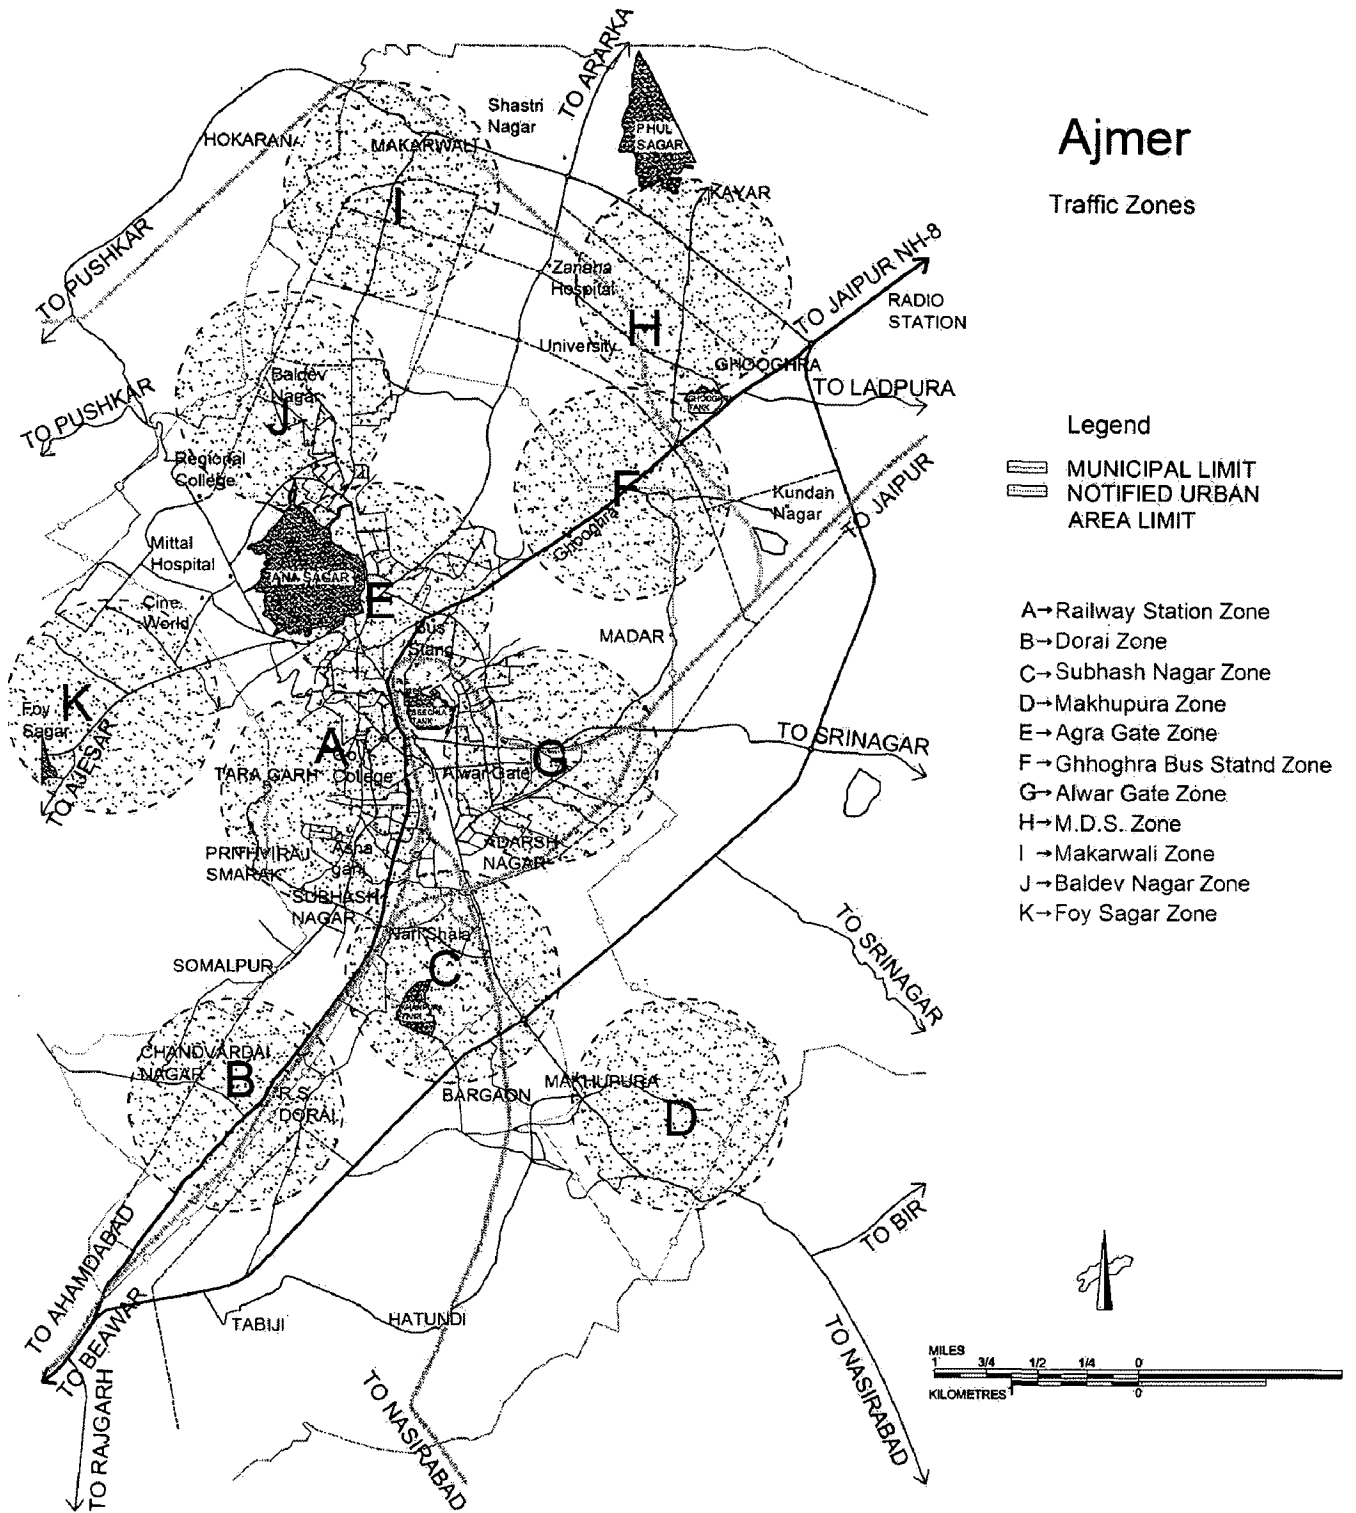 TO ARARKA
Shastri
Nagar
PHUL
SAGAR
HOKARAN
MAKARWALI
KAYAR
I
TO PUSHKAR
Zanana
Hospital
TO JAIPUR NH-8
RADIO
STATION
H
University
GHOOGHRA
TO LADPURA
TANK
Baldev
Nagar
J
TO PUSHKAR
Regional
College
F
Kundan
Nagar
TO JAIPUR
Ghooghra
Mittal
Hospital
ANA SAGAR
E
Cine
World
Bus
Stand
MADAR
K
Foy
Sagar
TO AJESAR
TANK
A
G
TO SRINAGAR
TARA GARH
College
Alwar Gate
PRITHVIRAJ
SMARAK
Asha
ganj
ADARSH
NAGAR
SUBHASH
NAGAR
Nari Shala
SOMALPUR
C
TO SRINAGAR
CHANDVARDAI
NAGAR
B
R.S.
DORAI
BARGAON
MAKHUPURA
D
TO BIR
TO AHAMDABAD
TO BEAWAR
TO RAJGARH
TABIJI
HATUNDI
TO NASIRABAD
TO NASIRABAD
Ajmer
Traffic Zones
Legend
MUNICIPAL LIMIT
NOTIFIED URBAN
AREA LIMIT
A→Railway Station Zone
B→Dorai Zone
C→Subhash Nagar Zone
D→Makhupura Zone
E→Agra Gate Zone
F→Ghhoghra Bus Statnd Zone
G→Alwar Gate Zone
H→M.D.S. Zone
I →Makarwali Zone
J→Baldev Nagar Zone
K→Foy Sagar Zone
MILES
1 3/4 1/2 1/4 0
KILOMETRES 1 0